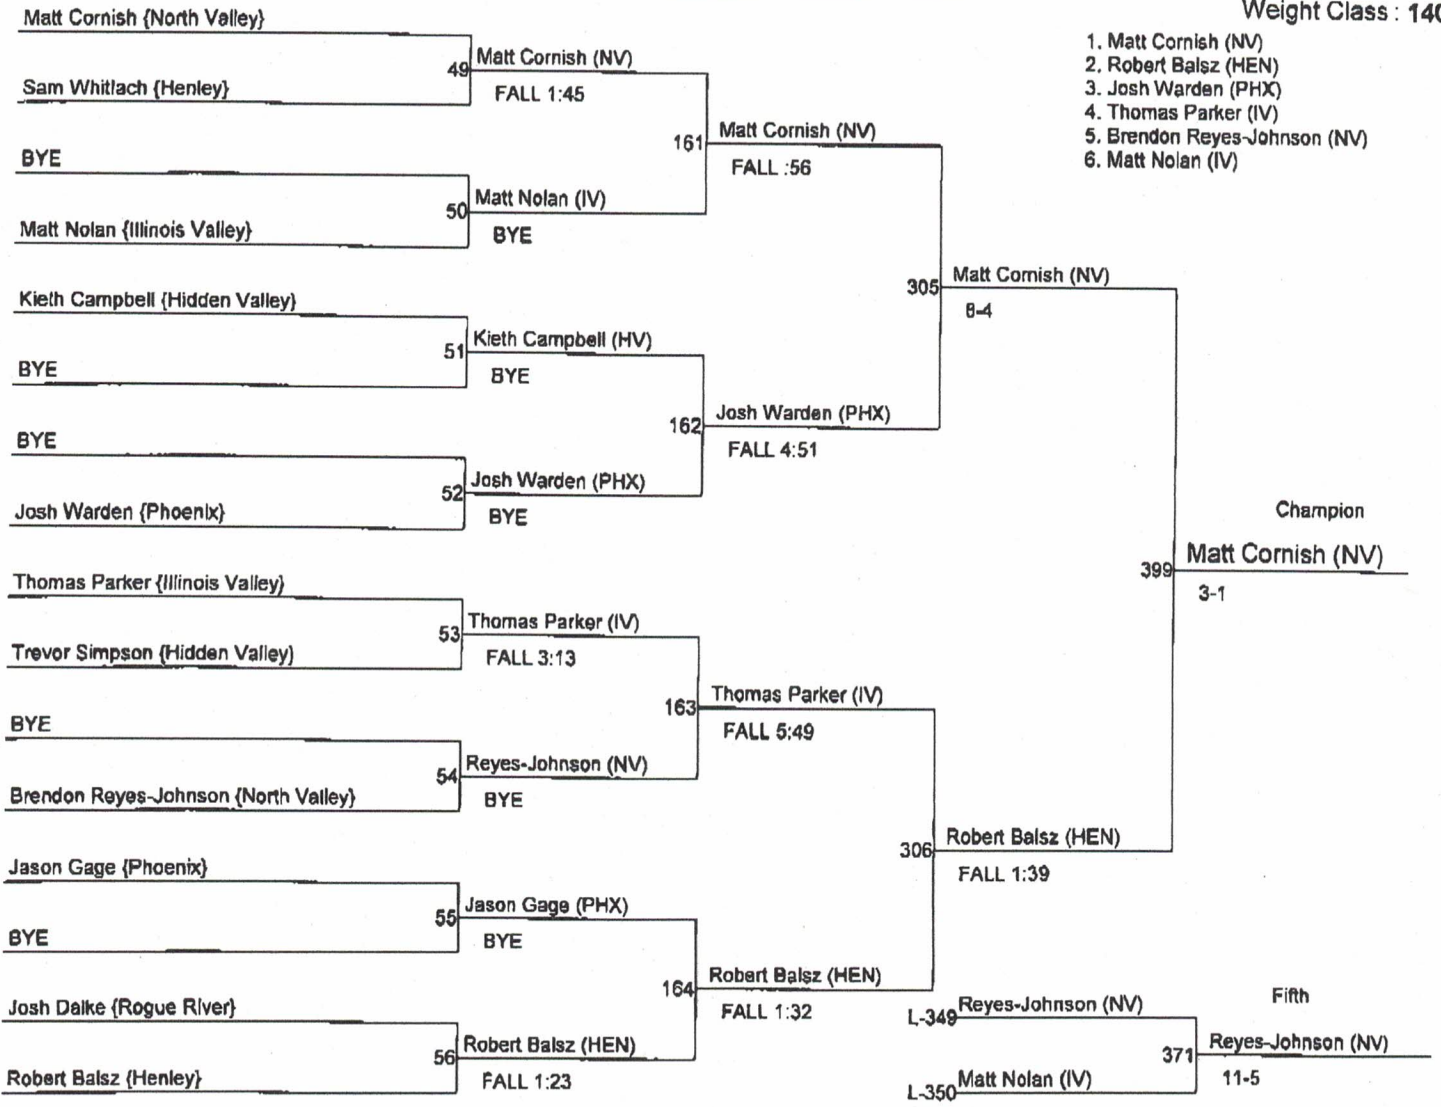 Weight Class : 140
1. Matt Cornish (NV)
2. Robert Balsz (HEN)
3. Josh Warden (PHX)
4. Thomas Parker (IV)
5. Brendon Reyes-Johnson (NV)
6. Matt Nolan (IV)
Matt Cornish {North Valley}
Sam Whitlach {Henley}
BYE
Matt Nolan {Illinois Valley}
Kieth Campbell {Hidden Valley}
BYE
BYE
Josh Warden {Phoenix}
Thomas Parker {Illinois Valley}
Trevor Simpson {Hidden Valley}
BYE
Brendon Reyes-Johnson {North Valley}
Jason Gage {Phoenix}
BYE
Josh Dalke {Rogue River}
Robert Balsz {Henley}
49 Matt Cornish (NV)
FALL 1:45
50 Matt Nolan (IV)
BYE
51 Kieth Campbell (HV)
BYE
52 Josh Warden (PHX)
BYE
53 Thomas Parker (IV)
FALL 3:13
54 Reyes-Johnson (NV)
BYE
55 Jason Gage (PHX)
BYE
56 Robert Balsz (HEN)
FALL 1:23
161 Matt Cornish (NV)
FALL :56
162 Josh Warden (PHX)
FALL 4:51
163 Thomas Parker (IV)
FALL 5:49
164 Robert Balsz (HEN)
FALL 1:32
305 Matt Cornish (NV)
8-4
306 Robert Balsz (HEN)
FALL 1:39
Champion
399 Matt Cornish (NV)
3-1
L-349 Reyes-Johnson (NV)
L-350 Matt Nolan (IV)
Fifth
371 Reyes-Johnson (NV)
11-5